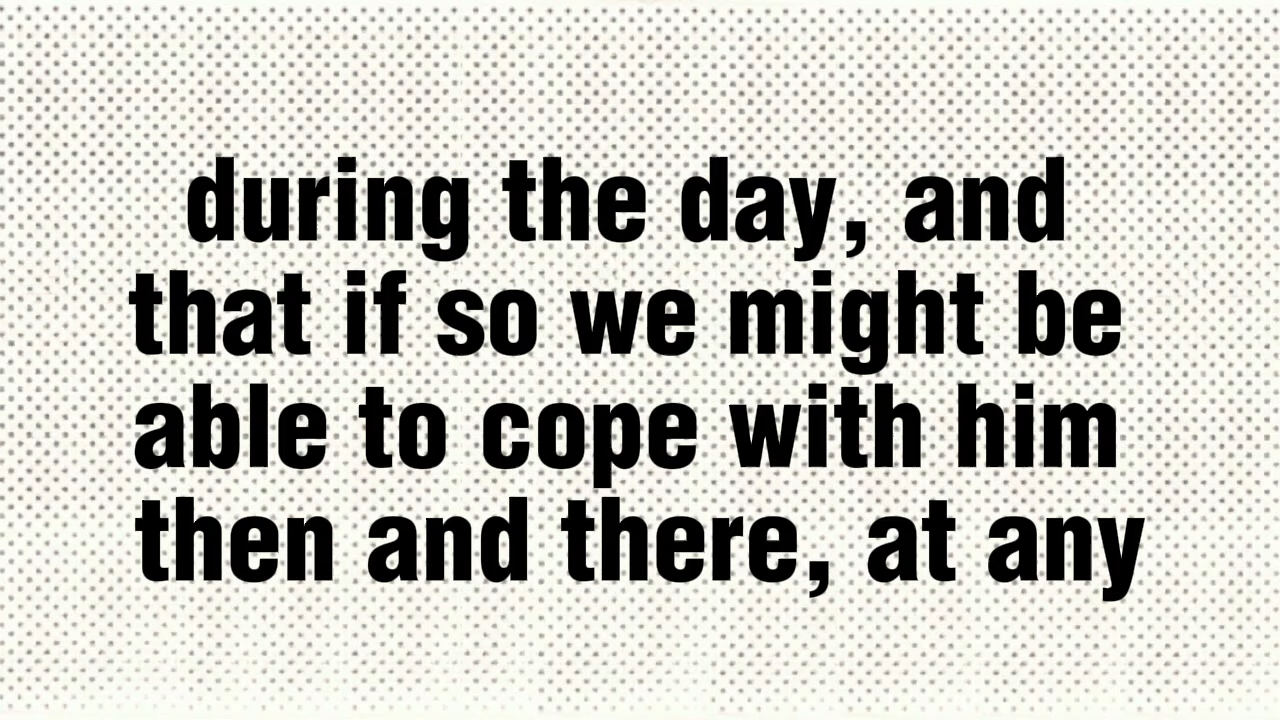 during the day, and
that if so we might be
able to cope with him
then and there, at any